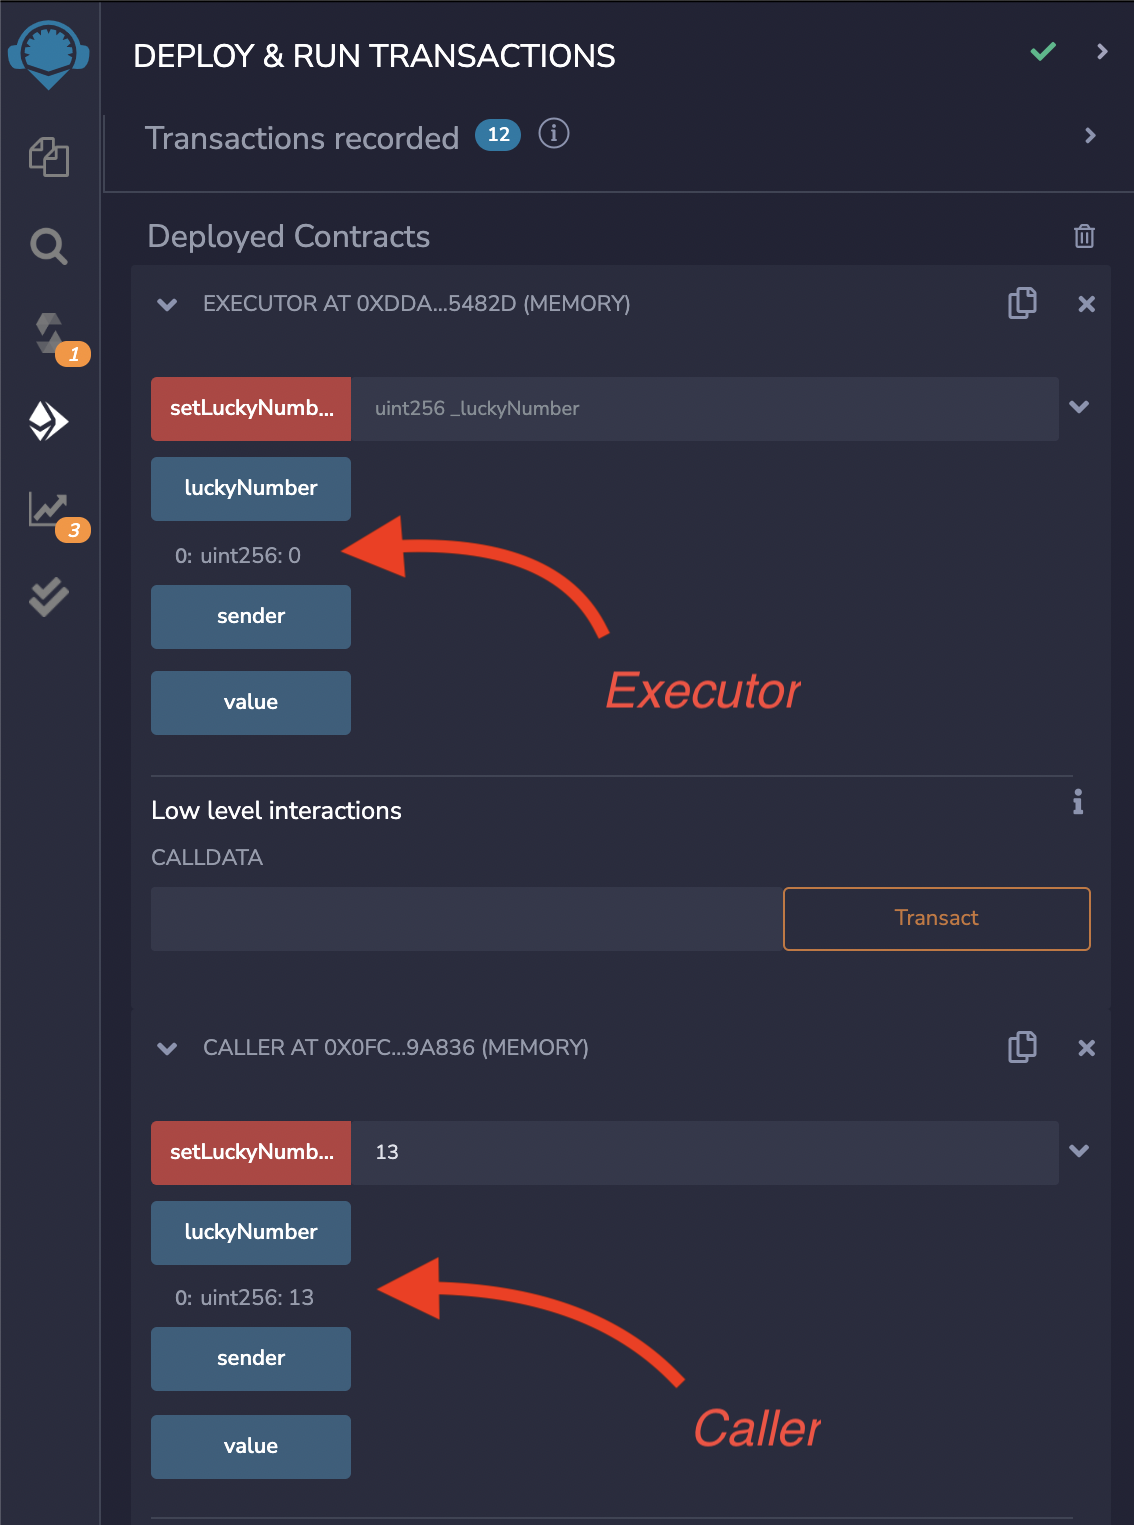 DEPLOY & RUN TRANSACTIONS
Transactions recorded 12
Deployed Contracts
1
EXECUTOR AT 0XDDA...5482D (MEMORY)
setLuckyNumb... uint256 _luckyNumber
luckyNumber
3
0: uint256: 0
sender
Executor
value
Low level interactions
CALLDATA
Transact
CALLER AT 0X0FC...9A836 (MEMORY)
setLuckyNumb... 13
luckyNumber
0: uint256: 13
sender
Caller
value